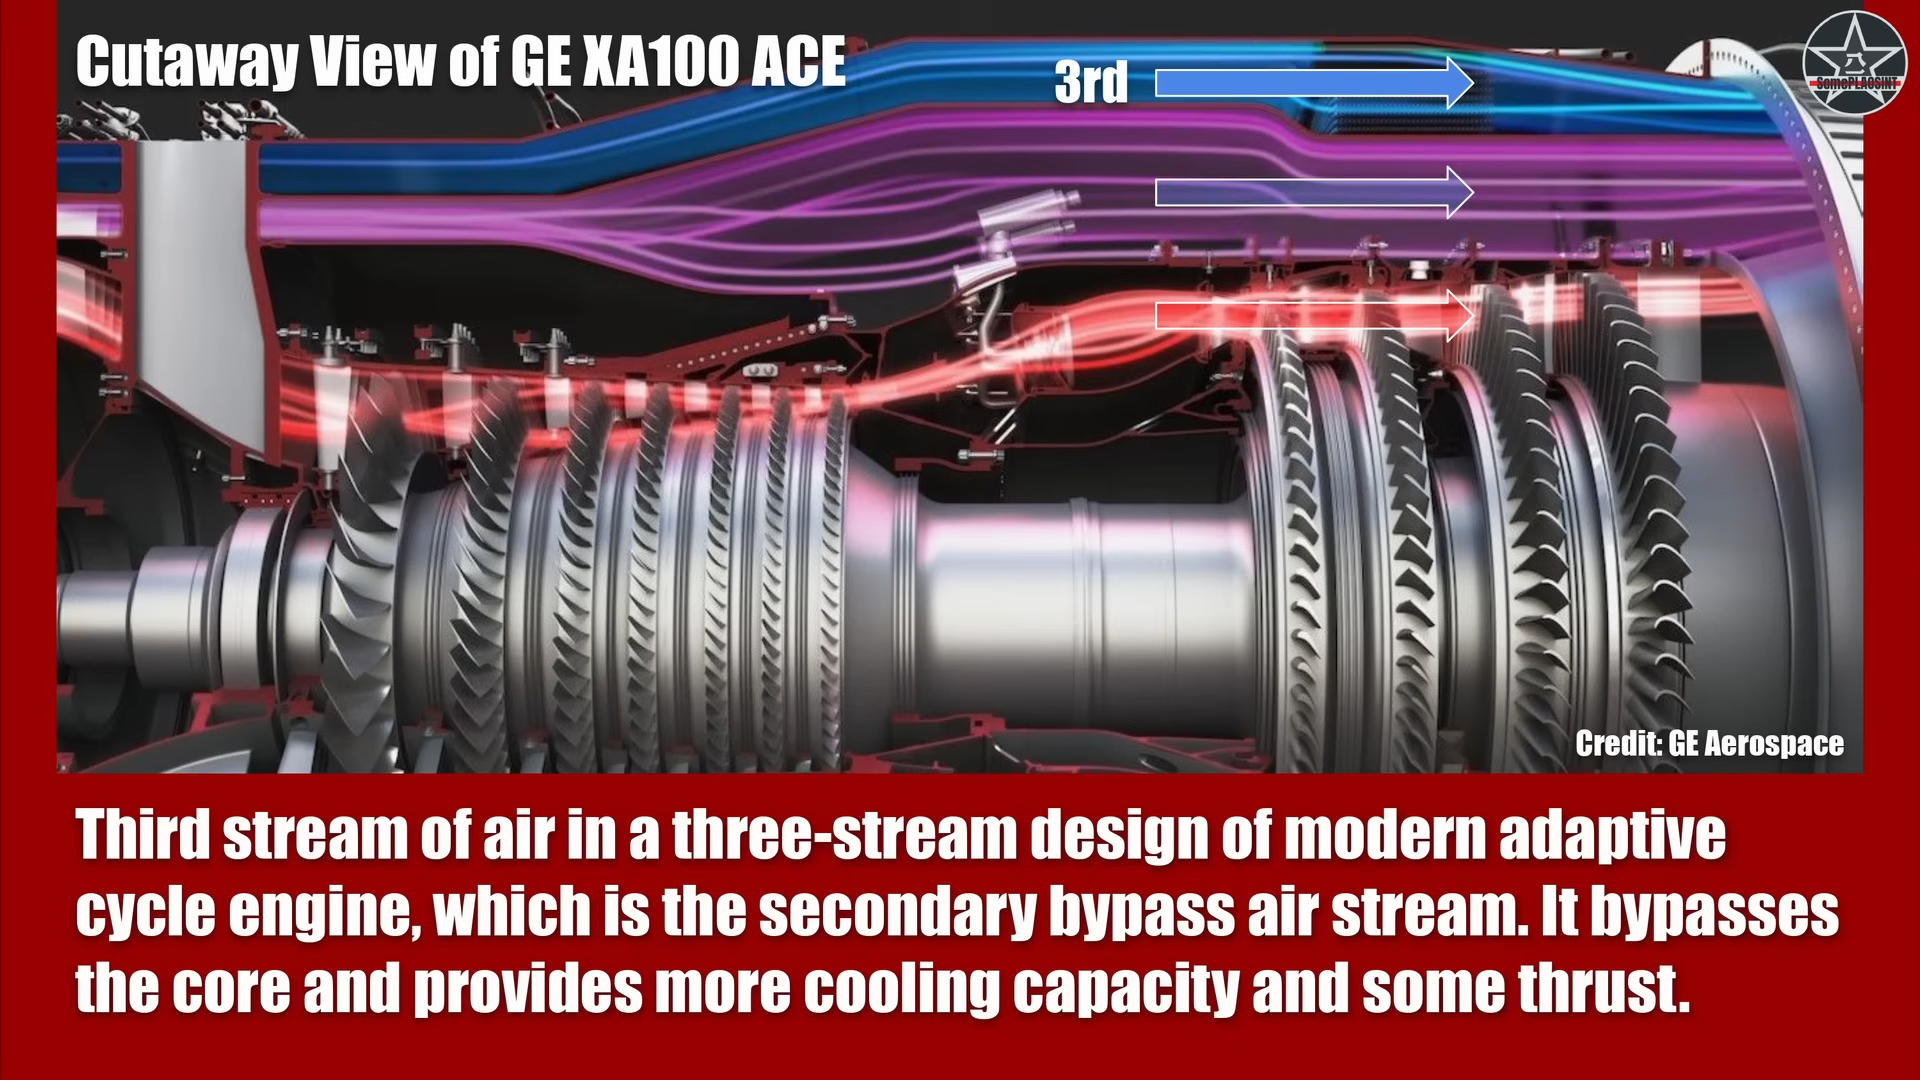 Cutaway View of GE XA100 ACE
3rd
SomePLAOSINT
Credit: GE Aerospace
Third stream of air in a three-stream design of modern adaptive
cycle engine, which is the secondary bypass air stream. It bypasses
the core and provides more cooling capacity and some thrust.